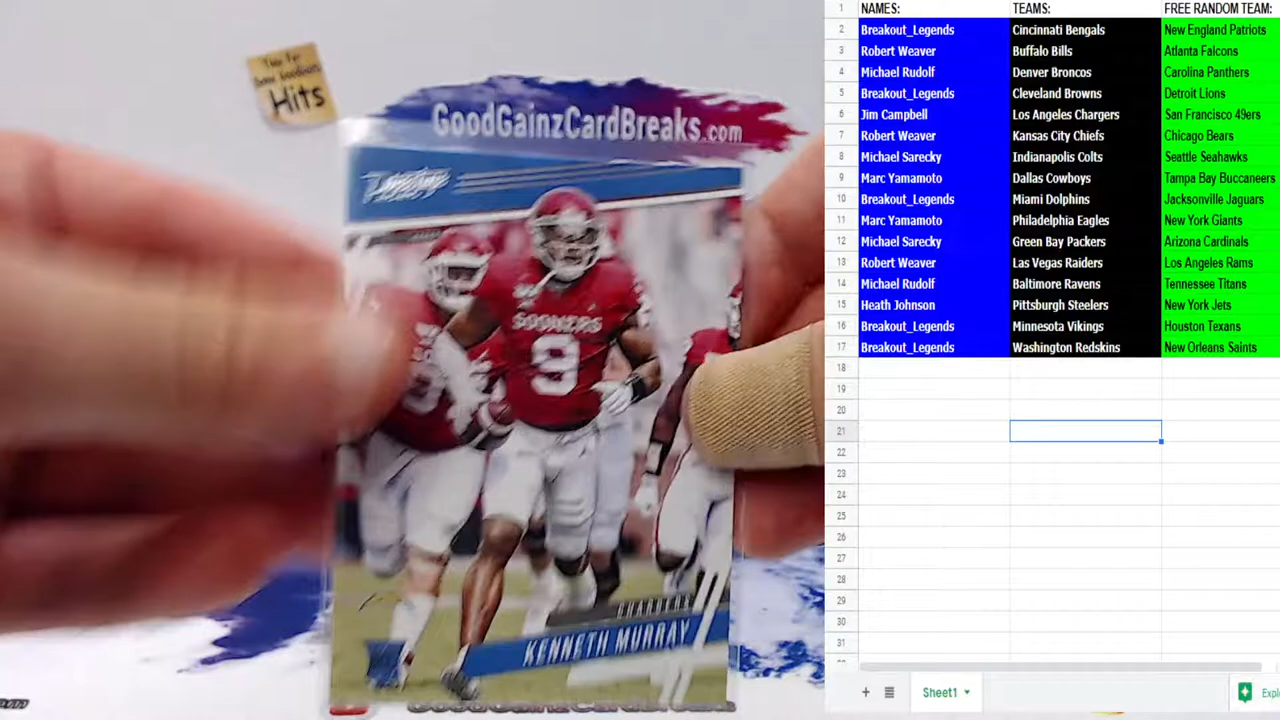 Hits
GoodGainzCardBreaks.com
Prestige
SOONERS
9
CHARGERS
KENNETH MURRAY
1 NAMES: TEAMS: FREE RANDOM TEAM:
2 Breakout_Legends Cincinnati Bengals New England Patriots
3 Robert Weaver Buffalo Bills Atlanta Falcons
4 Michael Rudolf Denver Broncos Carolina Panthers
5 Breakout_Legends Cleveland Browns Detroit Lions
6 Jim Campbell Los Angeles Chargers San Francisco 49ers
7 Robert Weaver Kansas City Chiefs Chicago Bears
8 Michael Sarecky Indianapolis Colts Seattle Seahawks
9 Marc Yamamoto Dallas Cowboys Tampa Bay Buccaneers
10 Breakout_Legends Miami Dolphins Jacksonville Jaguars
11 Marc Yamamoto Philadelphia Eagles New York Giants
12 Michael Sarecky Green Bay Packers Arizona Cardinals
13 Robert Weaver Las Vegas Raiders Los Angeles Rams
14 Michael Rudolf Baltimore Ravens Tennessee Titans
15 Heath Johnson Pittsburgh Steelers New York Jets
16 Breakout_Legends Minnesota Vikings Houston Texans
17 Breakout_Legends Washington Redskins New Orleans Saints
18
19
20
21
22
23
24
25
26
27
28
29
30
31
Sheet1
Explo